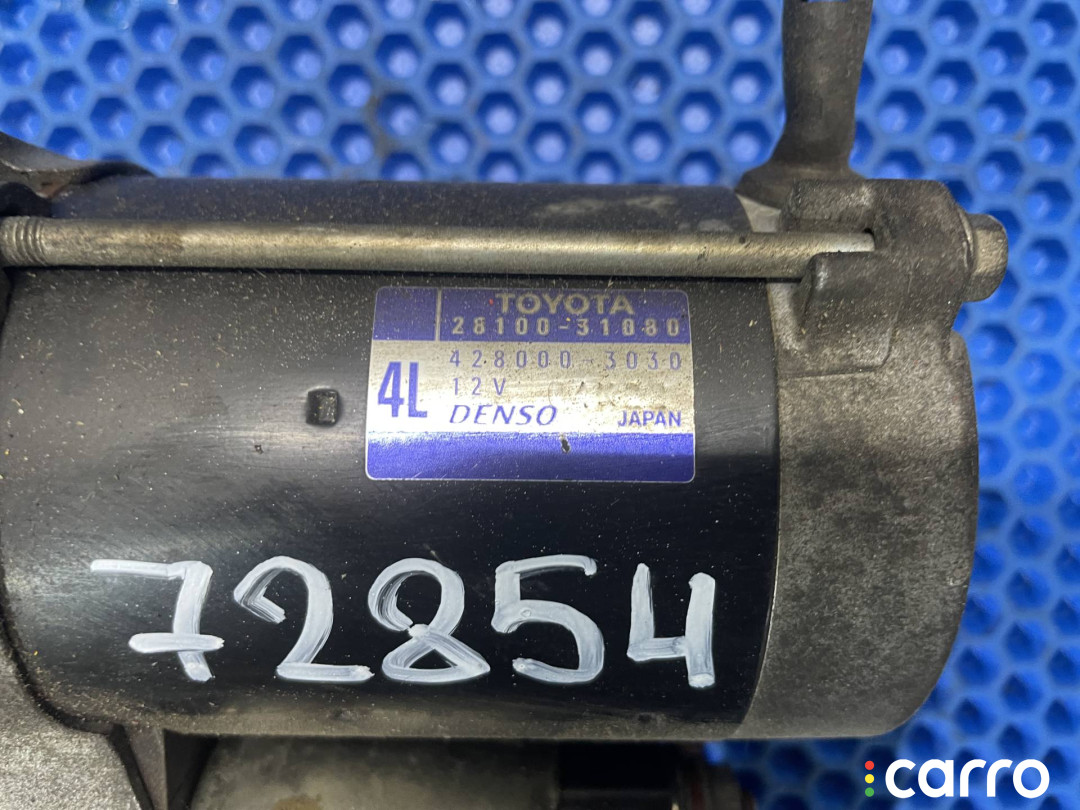 TOYOTA
28100-31080
428000-3030
12V
4L
DENSO JAPAN
72854
carro